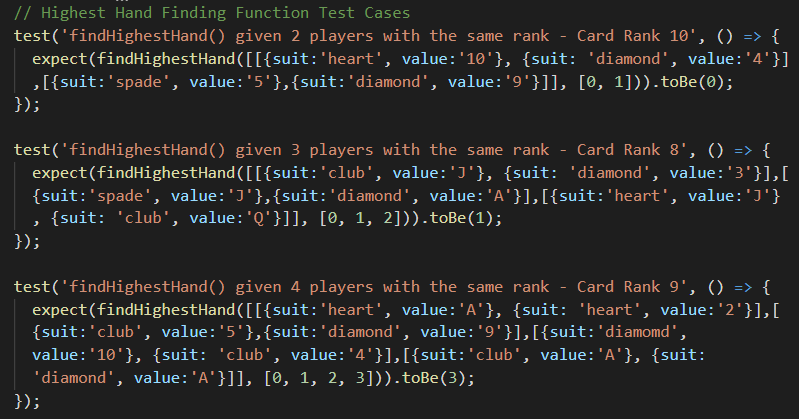 // Highest Hand Finding Function Test Cases
test('findHighestHand() given 2 players with the same rank - Card Rank 10', () => {
  expect(findHighestHand([[{suit:'heart', value:'10'}, {suit: 'diamond', value:'4'}]
  ,[{suit:'spade', value:'5'},{suit:'diamond', value:'9'}]], [0, 1])).toBe(0);
});
test('findHighestHand() given 3 players with the same rank - Card Rank 8', () => {
  expect(findHighestHand([[{suit:'club', value:'J'}, {suit: 'diamond', value:'3'}],[
  {suit:'spade', value:'J'},{suit:'diamond', value:'A'}],[{suit:'heart', value:'J'}
  , {suit: 'club', value:'Q'}]], [0, 1, 2])).toBe(1);
});
test('findHighestHand() given 4 players with the same rank - Card Rank 9', () => {
  expect(findHighestHand([[{suit:'heart', value:'A'}, {suit: 'heart', value:'2'}],[
  {suit:'club', value:'5'},{suit:'diamond', value:'9'}],[{suit:'diamomd',
  value:'10'}, {suit: 'club', value:'4'}],[{suit:'club', value:'A'}, {suit:
  'diamond', value:'A'}]], [0, 1, 2, 3])).toBe(3);
});